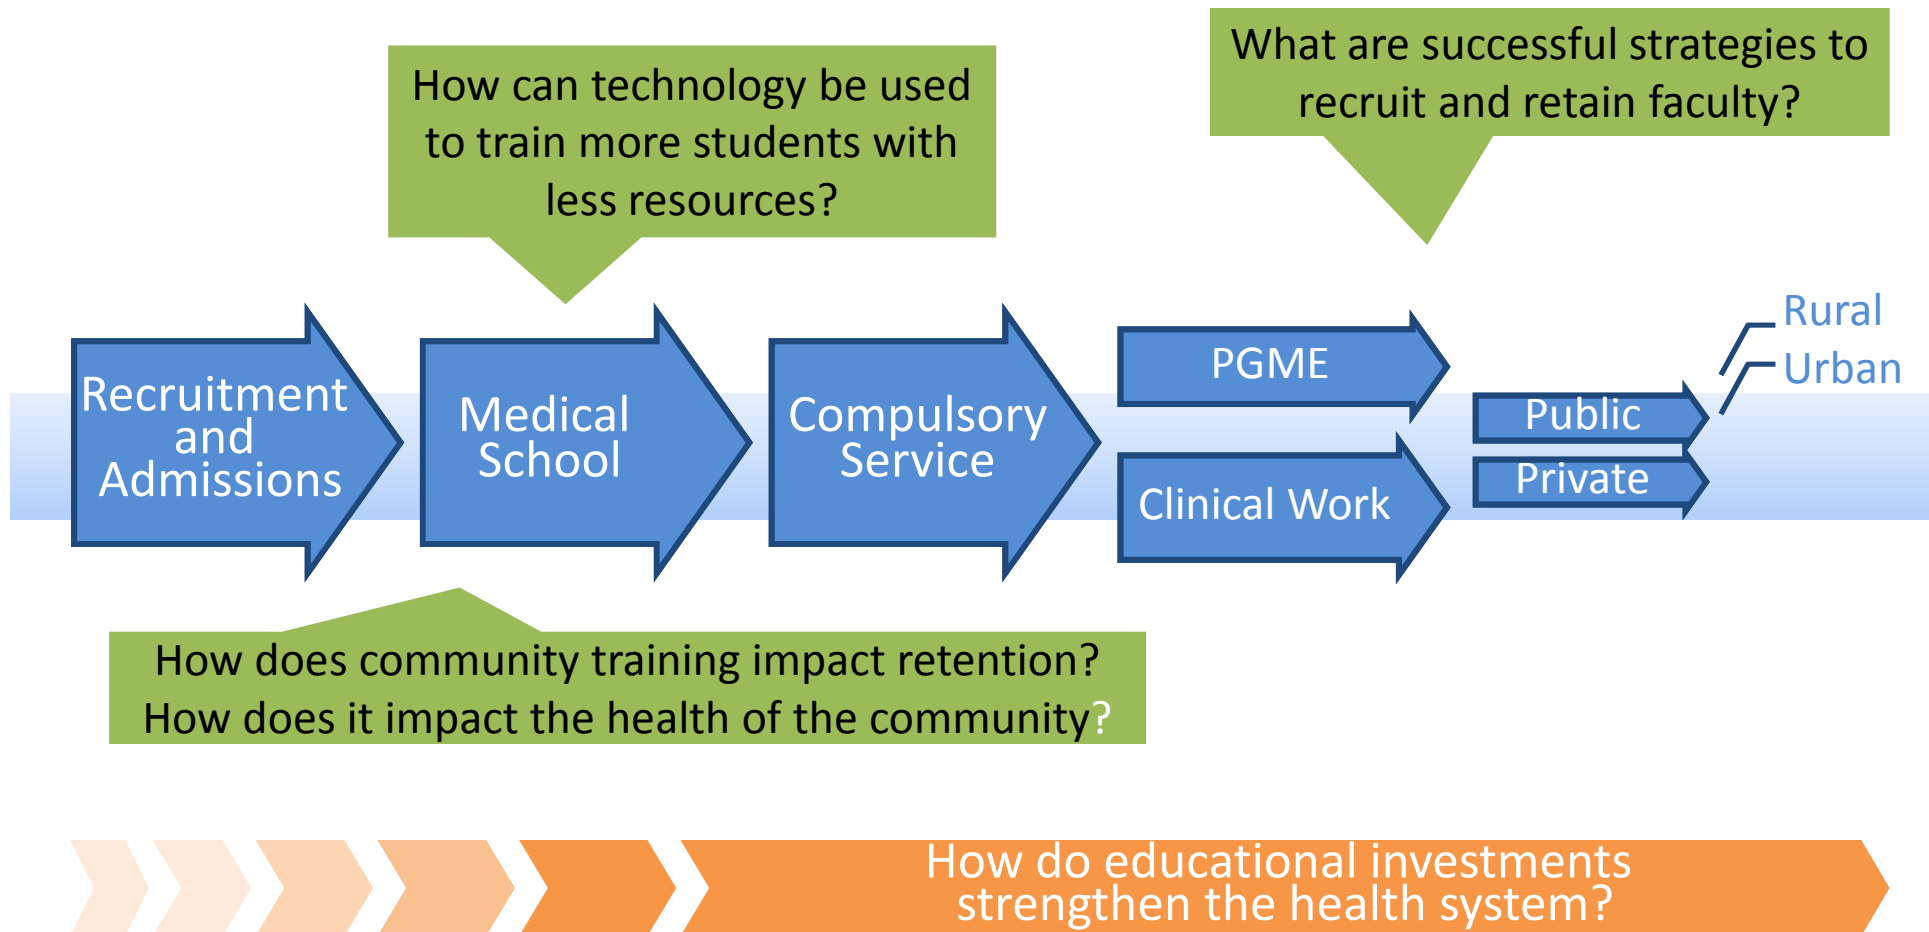 How can technology be used
to train more students with
less resources?
What are successful strategies to
recruit and retain faculty?
Recruitment
and
Admissions
Medical
School
Compulsory
Service
PGME
Clinical Work
Public
Private
Rural
Urban
How does community training impact retention?
How does it impact the health of the community?
How do educational investments
strengthen the health system?